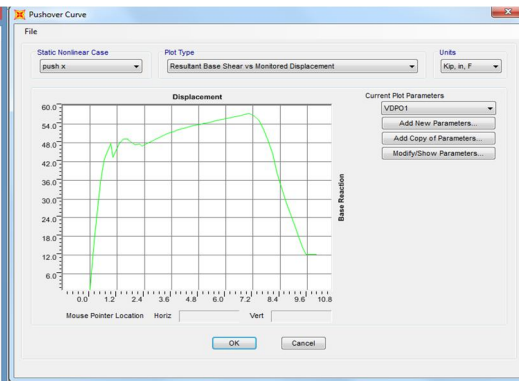 Pushover Curve
File
Static Nonlinear Case
Plot Type
Units
push x
Resultant Base Shear vs Monitored Displacement
Kip, in, F
Displacement
Current Plot Parameters
VDPO1
Add New Parameters...
Add Copy of Parameters...
Modify/Show Parameters...
60.0
54.0
48.0
42.0
36.0
30.0
24.0
18.0
12.0
6.0
Base Reaction
0.0 1.2 2.4 3.6 4.8 6.0 7.2 8.4 9.6 10.8
Mouse Pointer Location Horiz Vert
OK Cancel